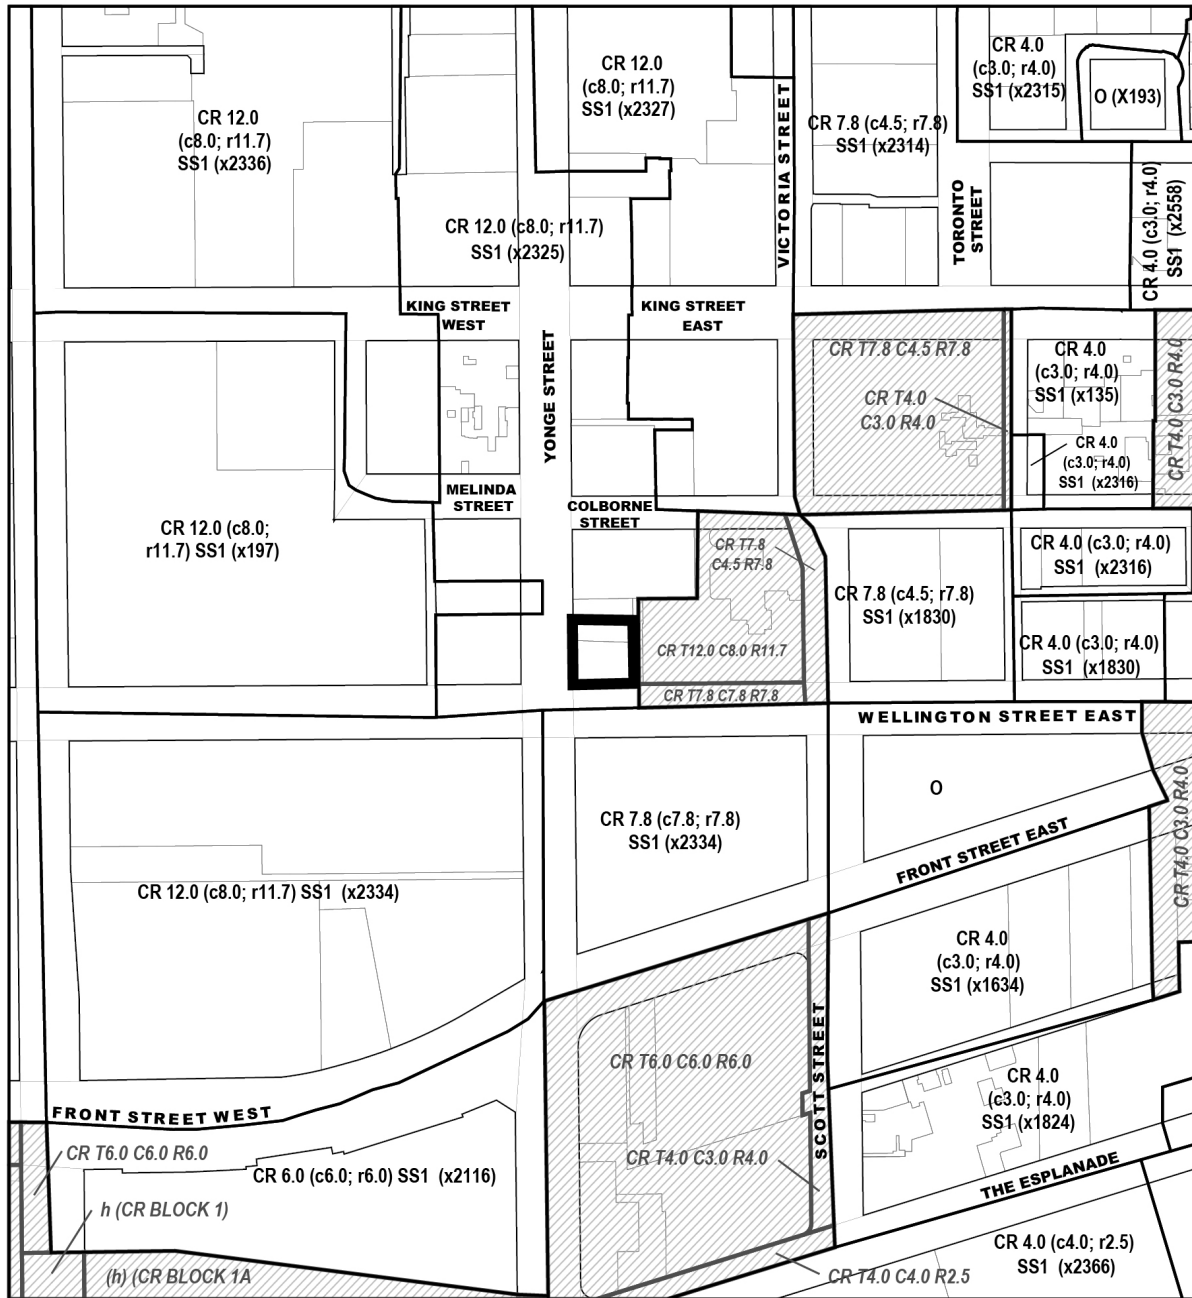 CR 12.0
(c8.0; r11.7)
SS1 (x2336)
CR 12.0
(c8.0; r11.7)
SS1 (x2327)
VICTORIA STREET
CR 7.8 (c4.5; r7.8)
SS1 (x2314)
CR 4.0
(c3.0; r4.0)
SS1 (x2315)
O (X193)
TORONTO
STREET
CR 4.0 (c3.0; r4.0)
SS1 (x2558)
CR 12.0 (c8.0; r11.7)
SS1 (x2325)
KING STREET
WEST
KING STREET
EAST
YONGE STREET
CR T7.8 C4.5 R7.8
CR T4.0
C3.0 R4.0
CR 4.0
(c3.0; r4.0)
SS1 (x135)
CR T4.0 C3.0 R4.0
CR 4.0
(c3.0; r4.0)
SS1 (x2316)
MELINDA
STREET
COLBORNE
STREET
CR 12.0 (c8.0;
r11.7) SS1 (x197)
CR T7.8
C4.5 R7.8
CR 7.8 (c4.5; r7.8)
SS1 (x1830)
CR 4.0 (c3.0; r4.0)
SS1 (x2316)
CR 4.0 (c3.0; r4.0)
SS1 (x1830)
CR T12.0 C8.0 R11.7
CR T7.8 C7.8 R7.8
WELLINGTON STREET EAST
O
CR T4.0 C3.0 R4.0
CR 7.8 (c7.8; r7.8)
SS1 (x2334)
FRONT STREET EAST
CR 12.0 (c8.0; r11.7) SS1 (x2334)
CR 4.0
(c3.0; r4.0)
SS1 (x1634)
CR T6.0 C6.0 R6.0
SCOTT STREET
CR 4.0
(c3.0; r4.0)
SS1 (x1824)
FRONT STREET WEST
CR T6.0 C6.0 R6.0
CR 6.0 (c6.0; r6.0) SS1 (x2116)
CR T4.0 C3.0 R4.0
THE ESPLANADE
h (CR BLOCK 1)
(h) (CR BLOCK 1A
CR T4.0 C4.0 R2.5
CR 4.0 (c4.0; r2.5)
SS1 (x2366)